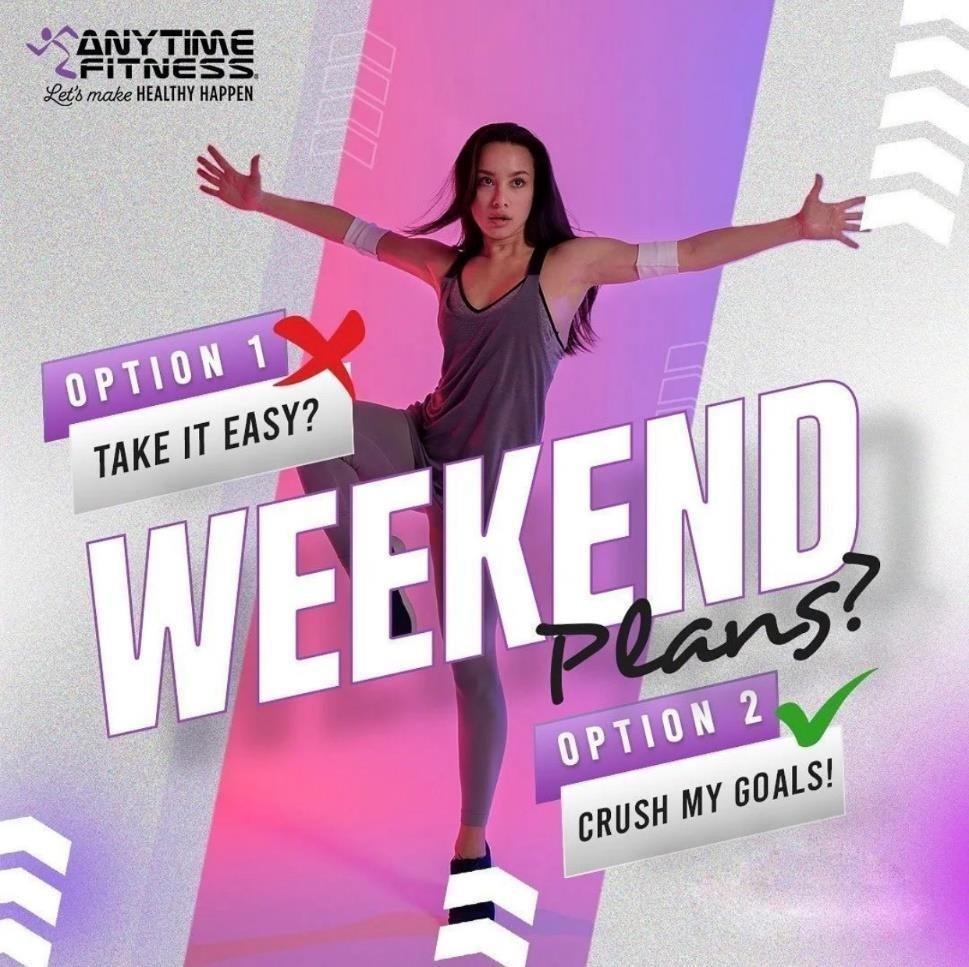 ANYTIME
FITNESS
Let's make HEALTHY HAPPEN
OPTION 1
TAKE IT EASY?
WEEKEND
Plans?
OPTION 2
CRUSH MY GOALS!